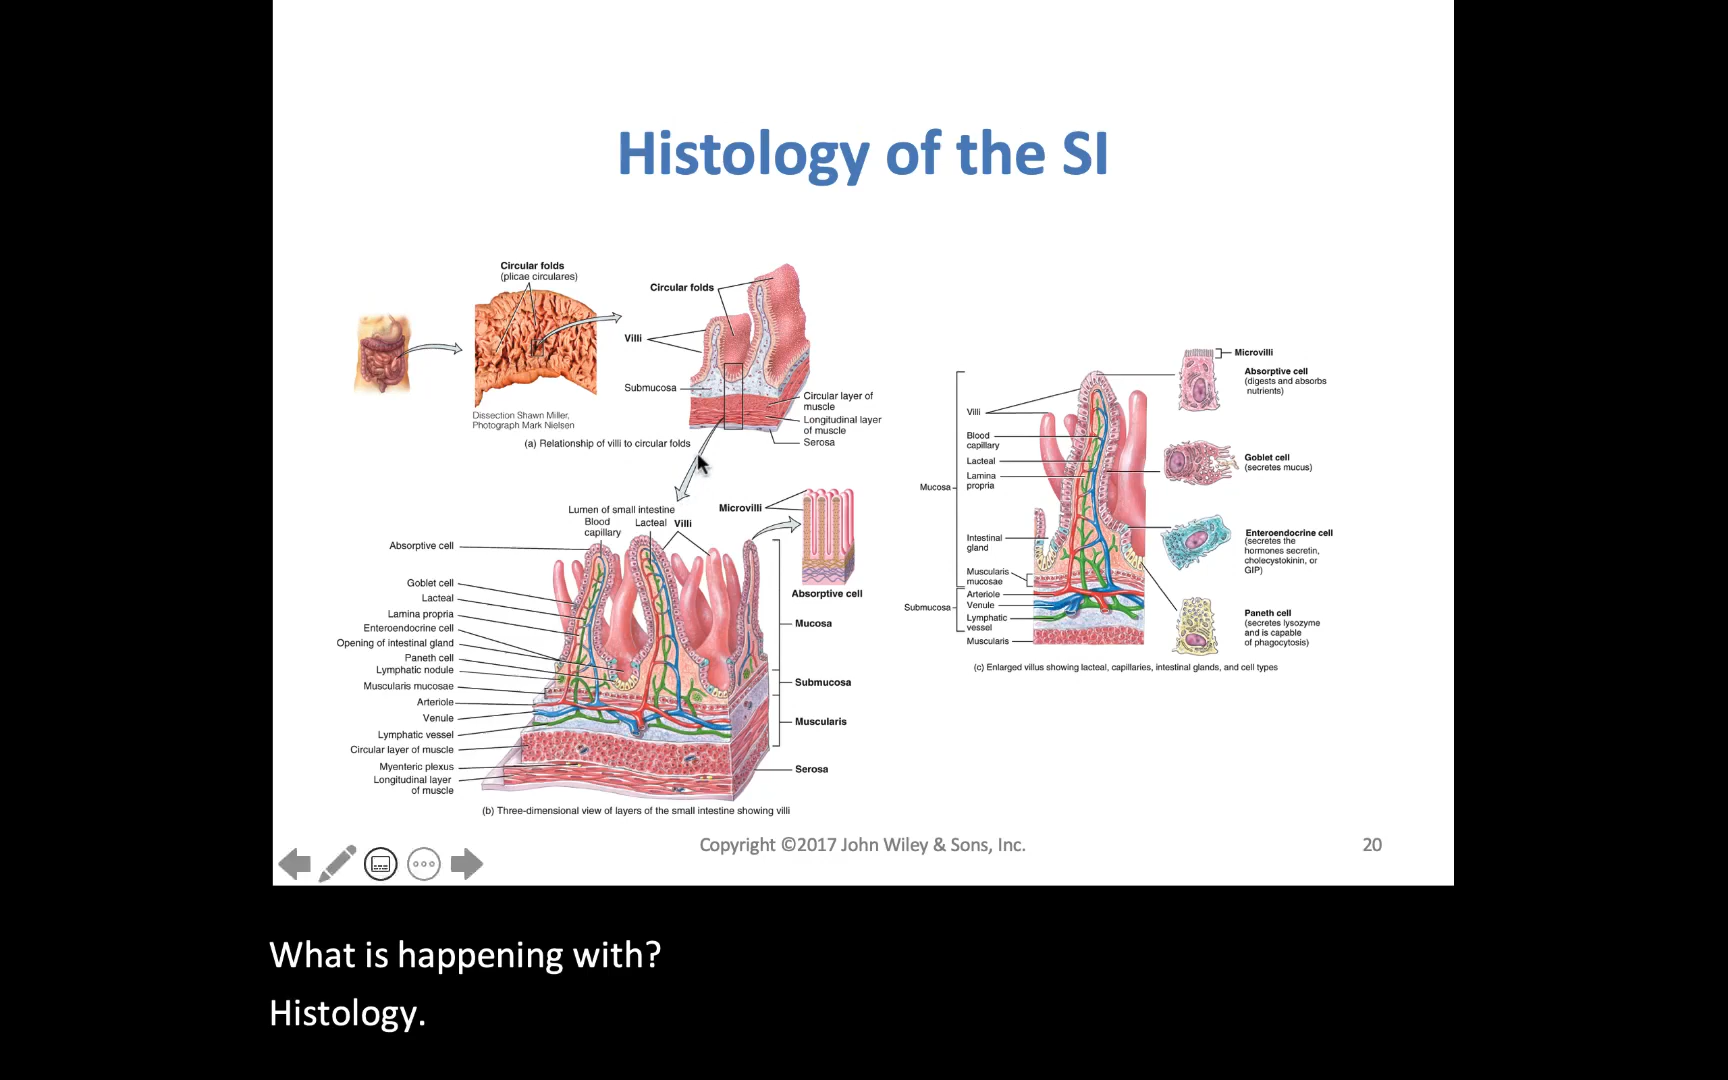 Histology of the SI
Circular folds
(plicae circulares)
Dissection Shawn Miller,
Photograph Mark Nielsen
Circular folds
Villi
Submucosa
Circular layer of
muscle
Longitudinal layer
of muscle
Serosa
(a) Relationship of villi to circular folds
Lumen of small intestine
Blood
capillary
Lacteal
Villi
Microvilli
Absorptive cell
Absorptive cell
Goblet cell
Lacteal
Lamina propria
Enteroendocrine cell
Opening of intestinal gland
Paneth cell
Lymphatic nodule
Muscularis mucosae
Arteriole
Venule
Lymphatic vessel
Circular layer of muscle
Myenteric plexus
Longitudinal layer
of muscle
Mucosa
Submucosa
Muscularis
Serosa
(b) Three-dimensional view of layers of the small intestine showing villi
Villi
Blood
capillary
Lacteal
Lamina
propria
Mucosa
Intestinal
gland
Muscularis
mucosae
Arteriole
Submucosa
Venule
Lymphatic
vessel
Muscularis
Microvilli
Absorptive cell
(digests and absorbs
nutrients)
Goblet cell
(secretes mucus)
Enteroendocrine cell
(secretes the
hormones secretin,
cholecystokinin, or
GIP)
Paneth cell
(secretes lysozyme
and is capable
of phagocytosis)
(c) Enlarged villus showing lacteal, capillaries, intestinal glands, and cell types
Copyright ©2017 John Wiley & Sons, Inc.
20
What is happening with?
Histology.